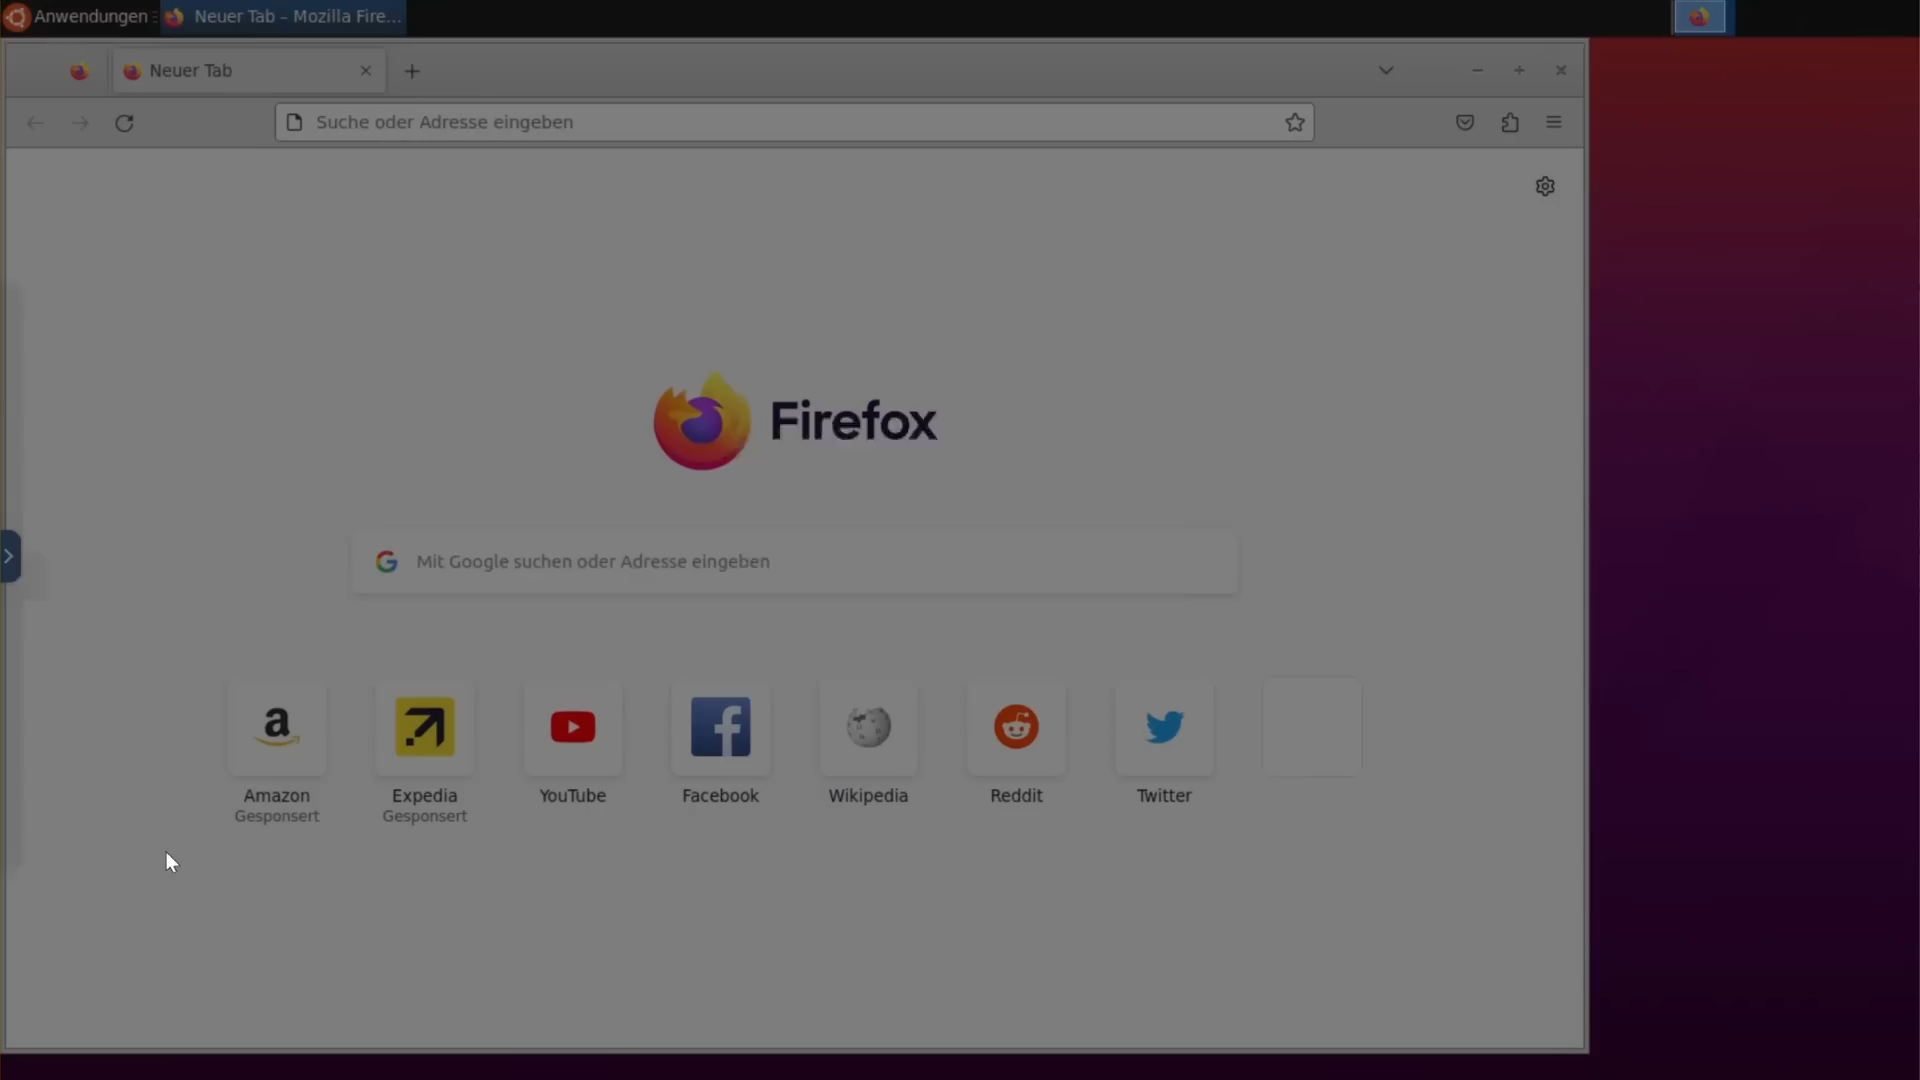 Anwendungen
Neuer Tab – Mozilla Fire...
Neuer Tab
Suche oder Adresse eingeben
Firefox
Mit Google suchen oder Adresse eingeben
Amazon
Gesponsert
Expedia
Gesponsert
YouTube
Facebook
Wikipedia
Reddit
Twitter